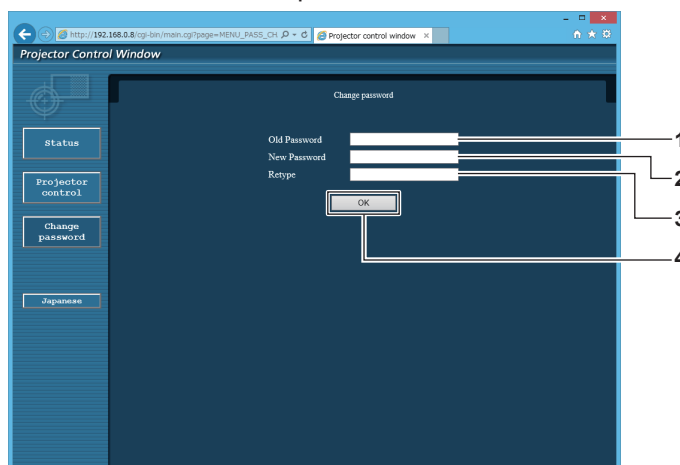 http://192.168.0.8/cgi-bin/main.cgi?page=MENU_PASS_CH
Projector control window
Projector Control Window
Change password
Status
Projector
control
Change
password
Japanese
Old Password
New Password
Retype
OK
1
2
3
4